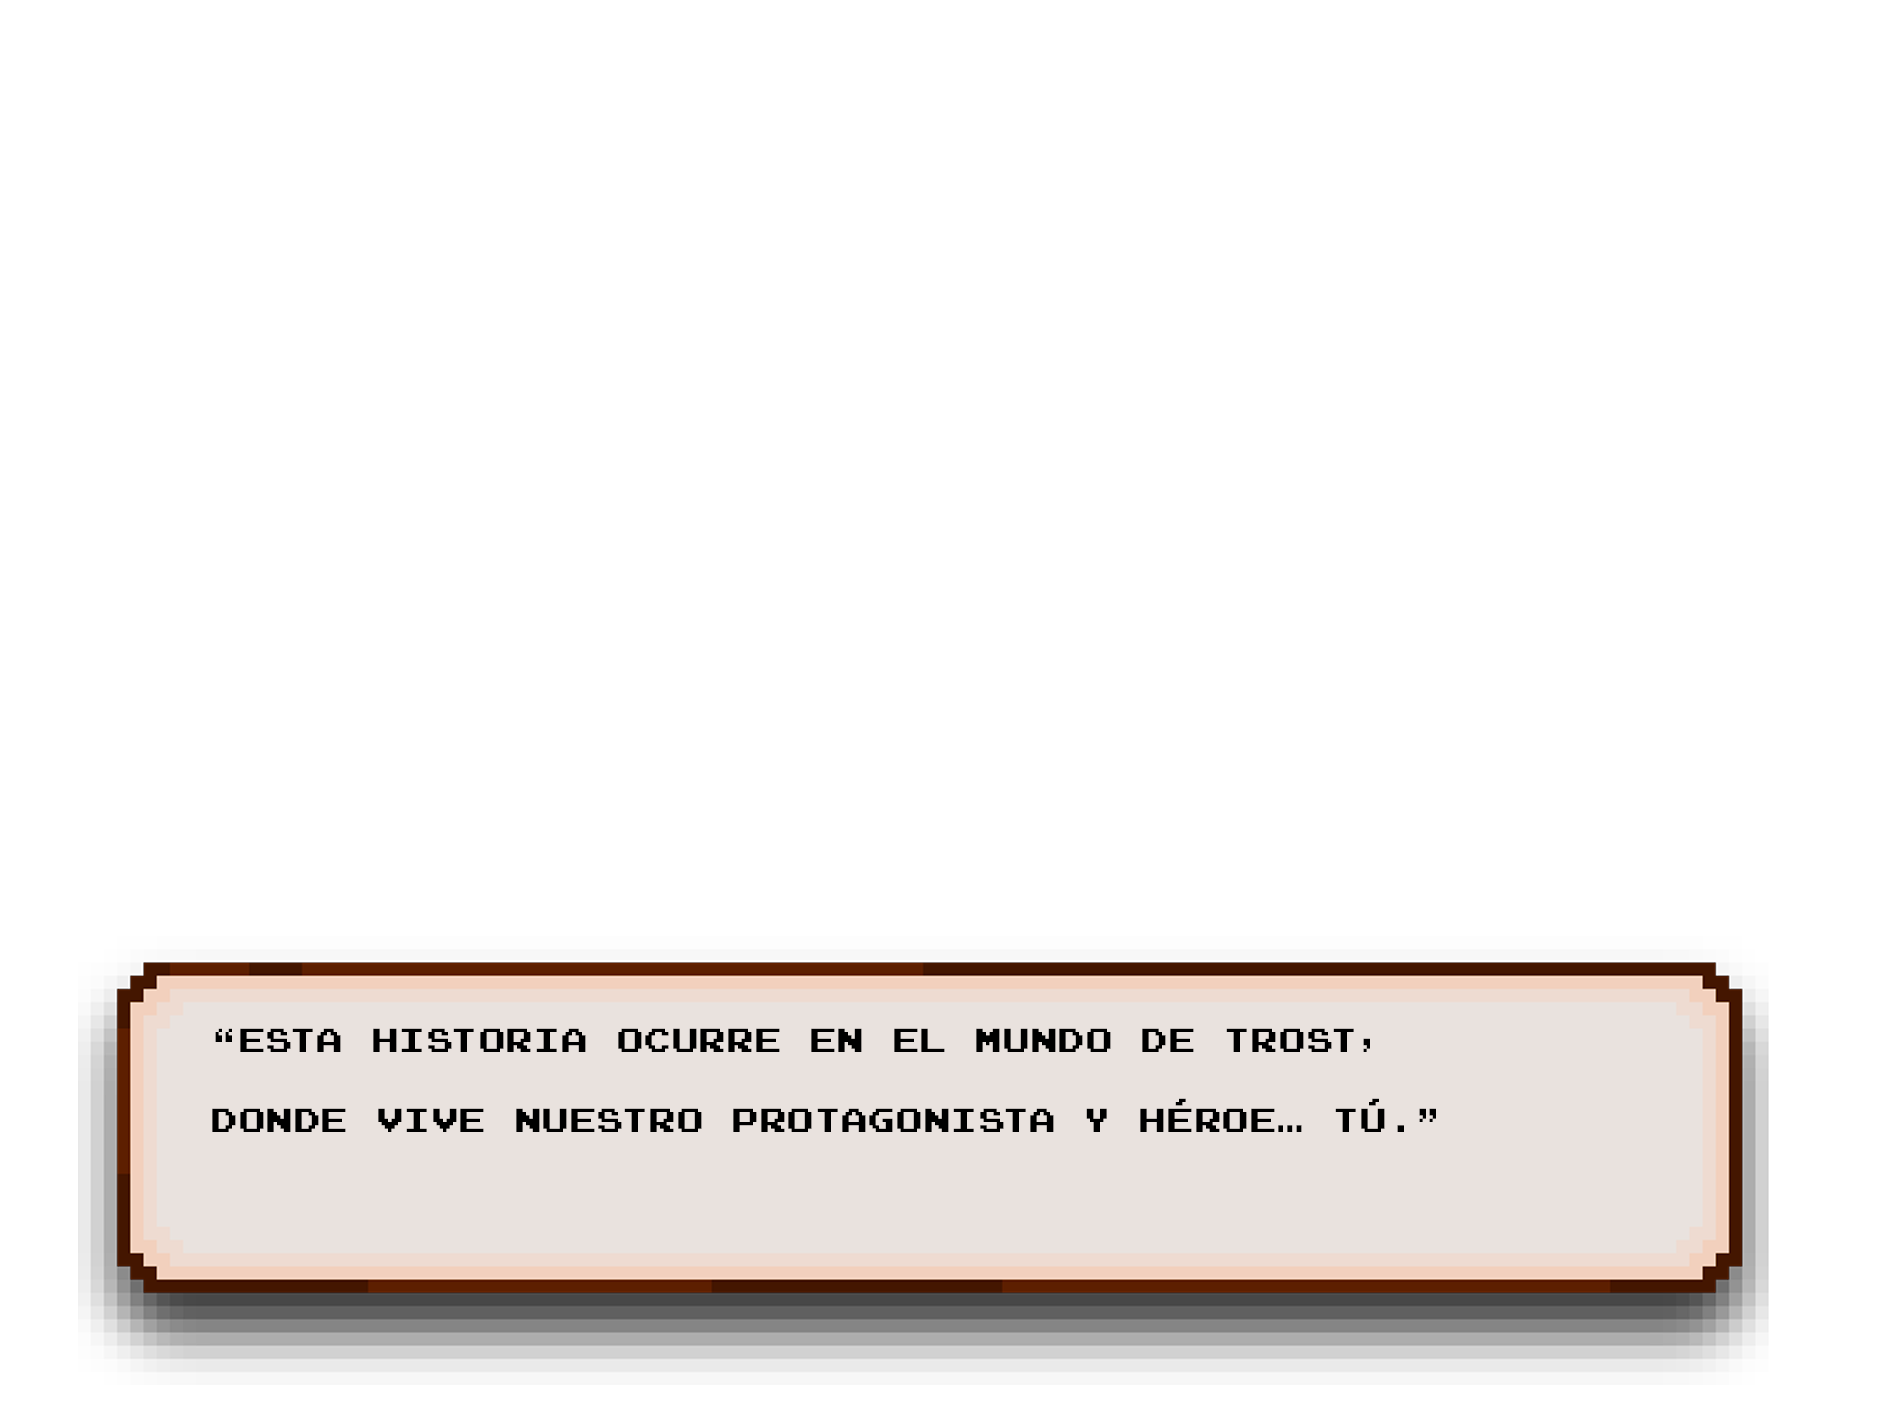 “ESTA HISTORIA OCURRE EN EL MUNDO DE TROST,
DONDE VIVE NUESTRO PROTAGONISTA Y HÉROE… TÚ.”